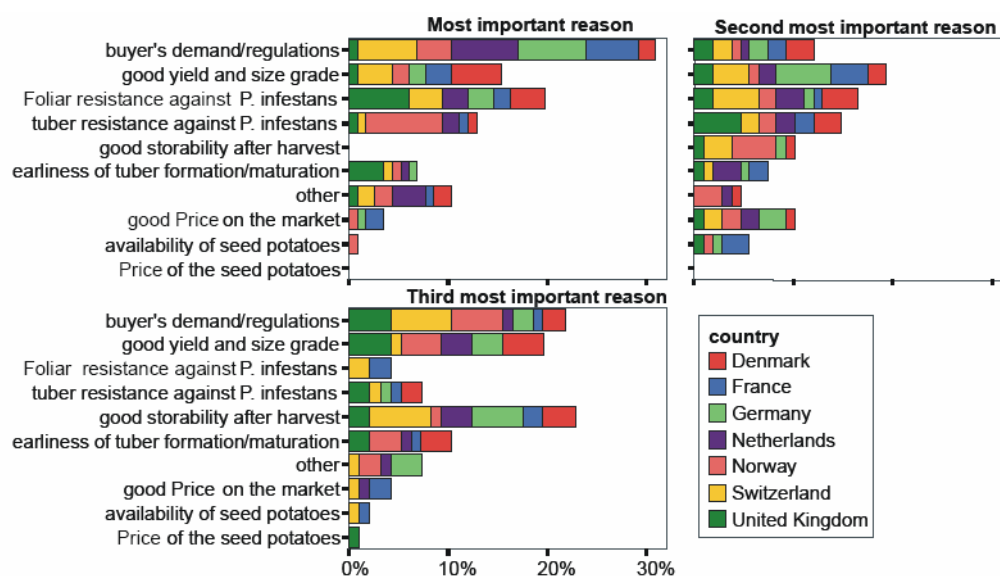 Most important reason
Second most important reason
buyer's demand/regulations
good yield and size grade
Foliar resistance against P. infestans
tuber resistance against P. infestans
good storability after harvest
earliness of tuber formation/maturation
other
good Price on the market
availability of seed potatoes
Price of the seed potatoes
Third most important reason
buyer's demand/regulations
good yield and size grade
Foliar resistance against P. infestans
tuber resistance against P. infestans
good storability after harvest
earliness of tuber formation/maturation
other
good Price on the market
availability of seed potatoes
Price of the seed potatoes
0% 10% 20% 30%
country
Denmark
France
Germany
Netherlands
Norway
Switzerland
United Kingdom